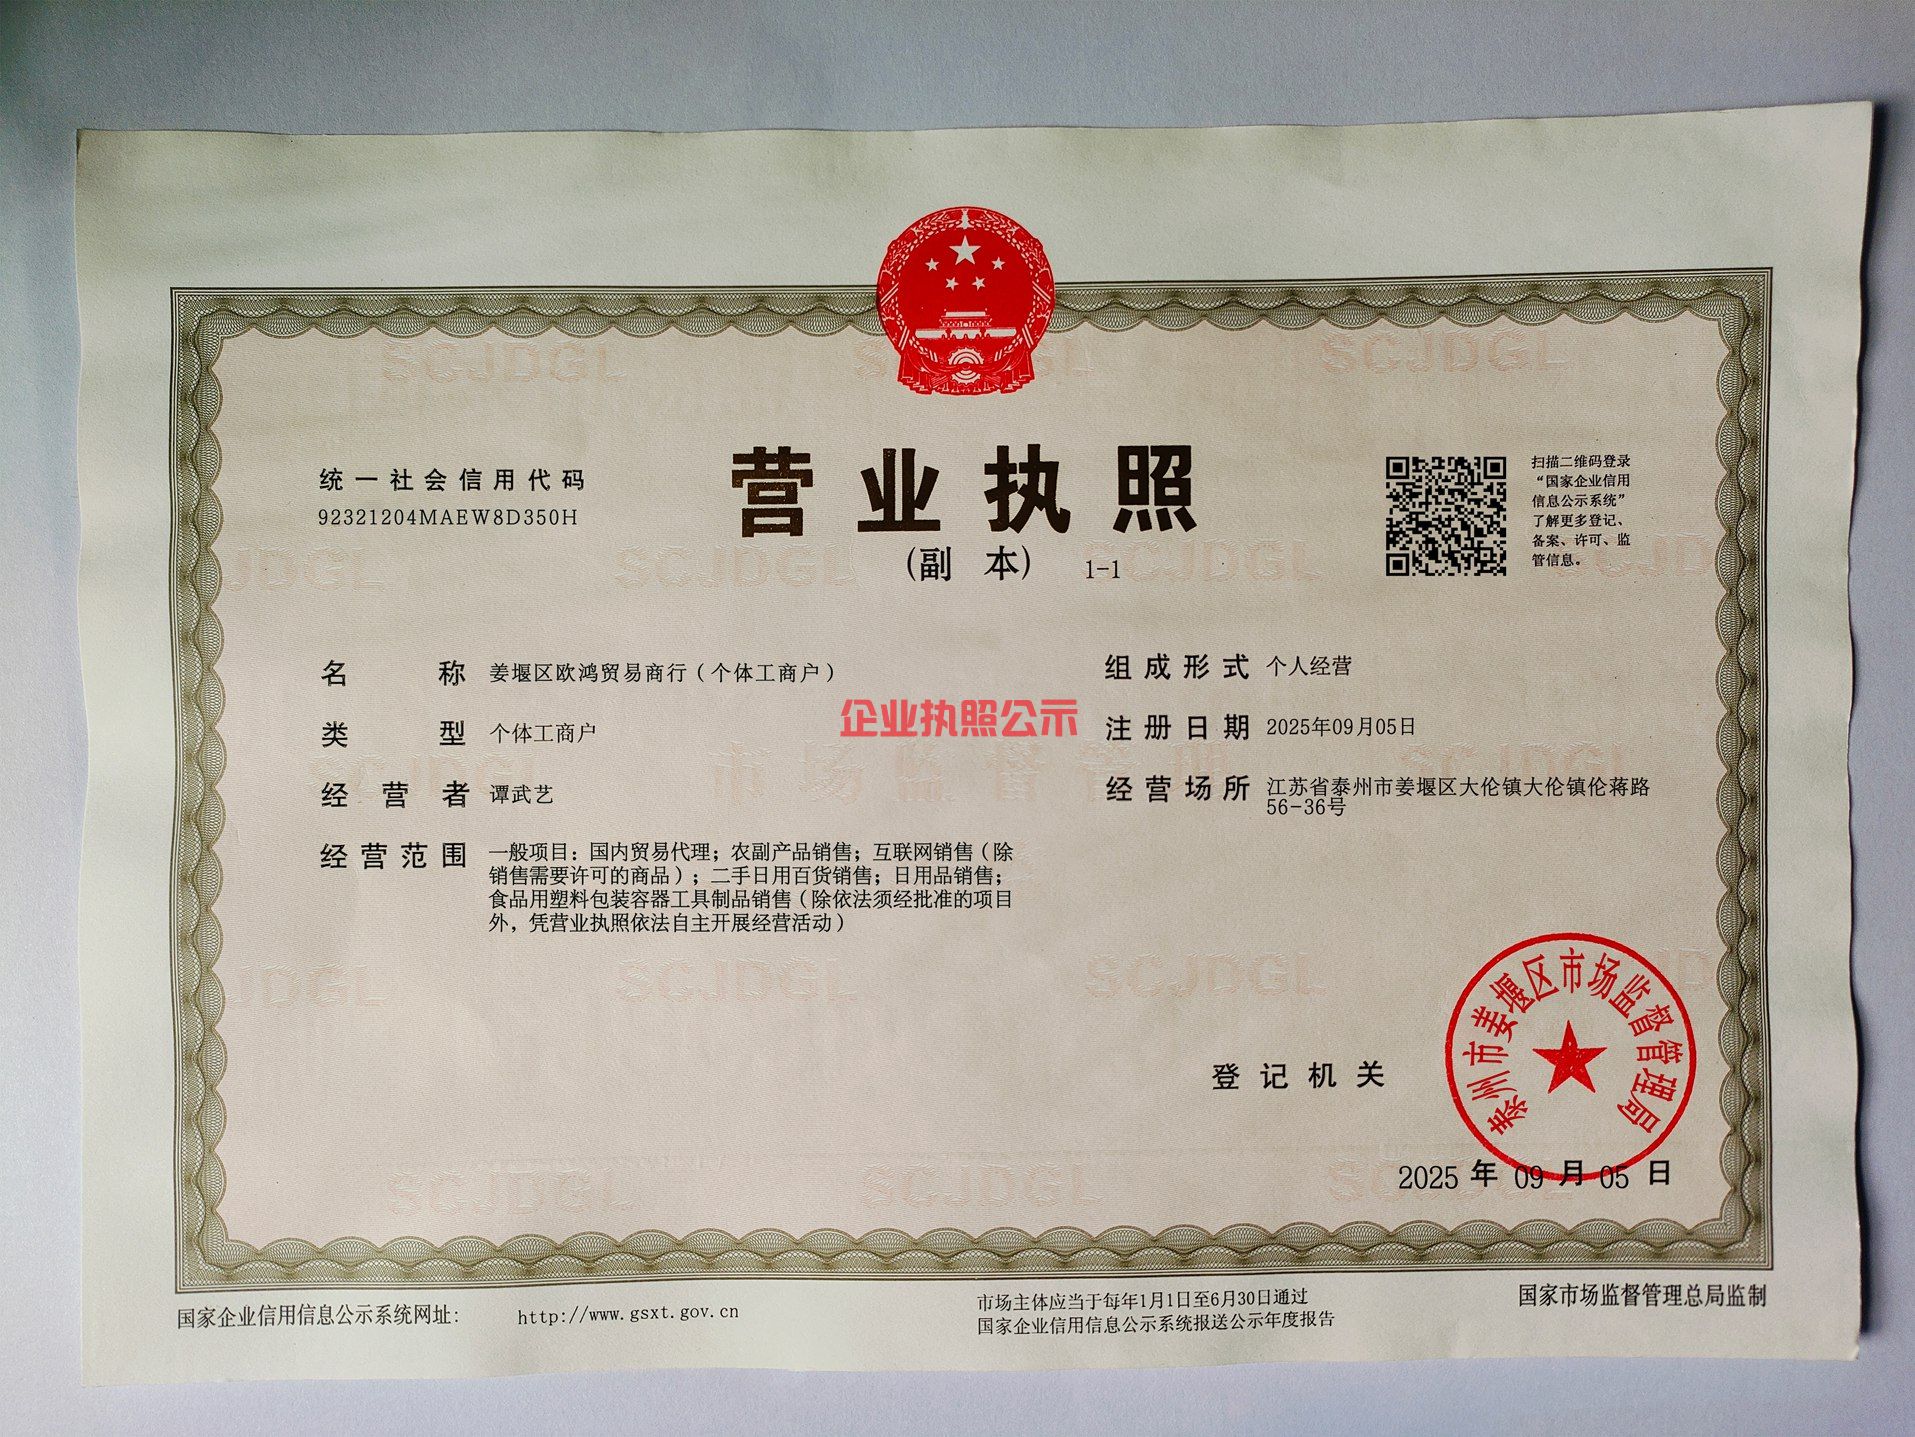 统一社会信用代码
92321204MAEW8D350H
营业执照
(副 本) 1-1
扫描二维码登录
“国家企业信用
信息公示系统”
了解更多登记、
备案、许可、监
管信息。
名称 姜堰区欧鸿贸易商行（个体工商户）
类型 个体工商户
经营者 谭武艺
经营范围 一般项目：国内贸易代理；农副产品销售；互联网销售（除
销售需要许可的商品）；二手日用百货销售；日用品销售；
食品用塑料包装容器工具制品销售（除依法须经批准的项目
外，凭营业执照依法自主开展经营活动）
组成形式 个人经营
注册日期 2025年09月05日
经营场所 江苏省泰州市姜堰区大伦镇大伦镇伦蒋路
56-36号
企业执照公示
SCJDGL
市场监督管理
登记机关
泰州市姜堰区市场监督管理局
2025 年 09 月 05 日
国家企业信用信息公示系统网址: http://www.gsxt.gov.cn
市场主体应当于每年1月1日至6月30日通过
国家企业信用信息公示系统报送公示年度报告
国家市场监督管理总局监制